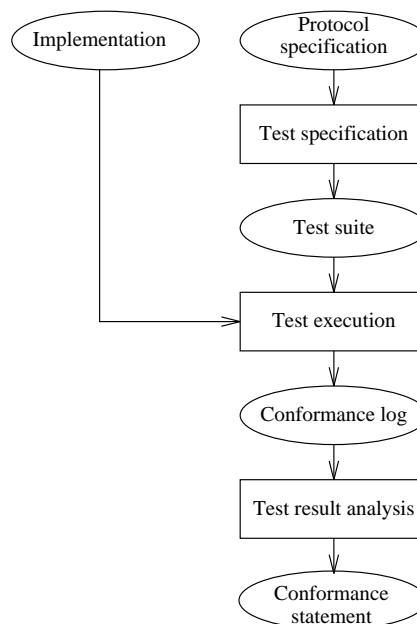 Implementation
Protocol
specification
Test specification
Test suite
Test execution
Conformance log
Test result analysis
Conformance
statement